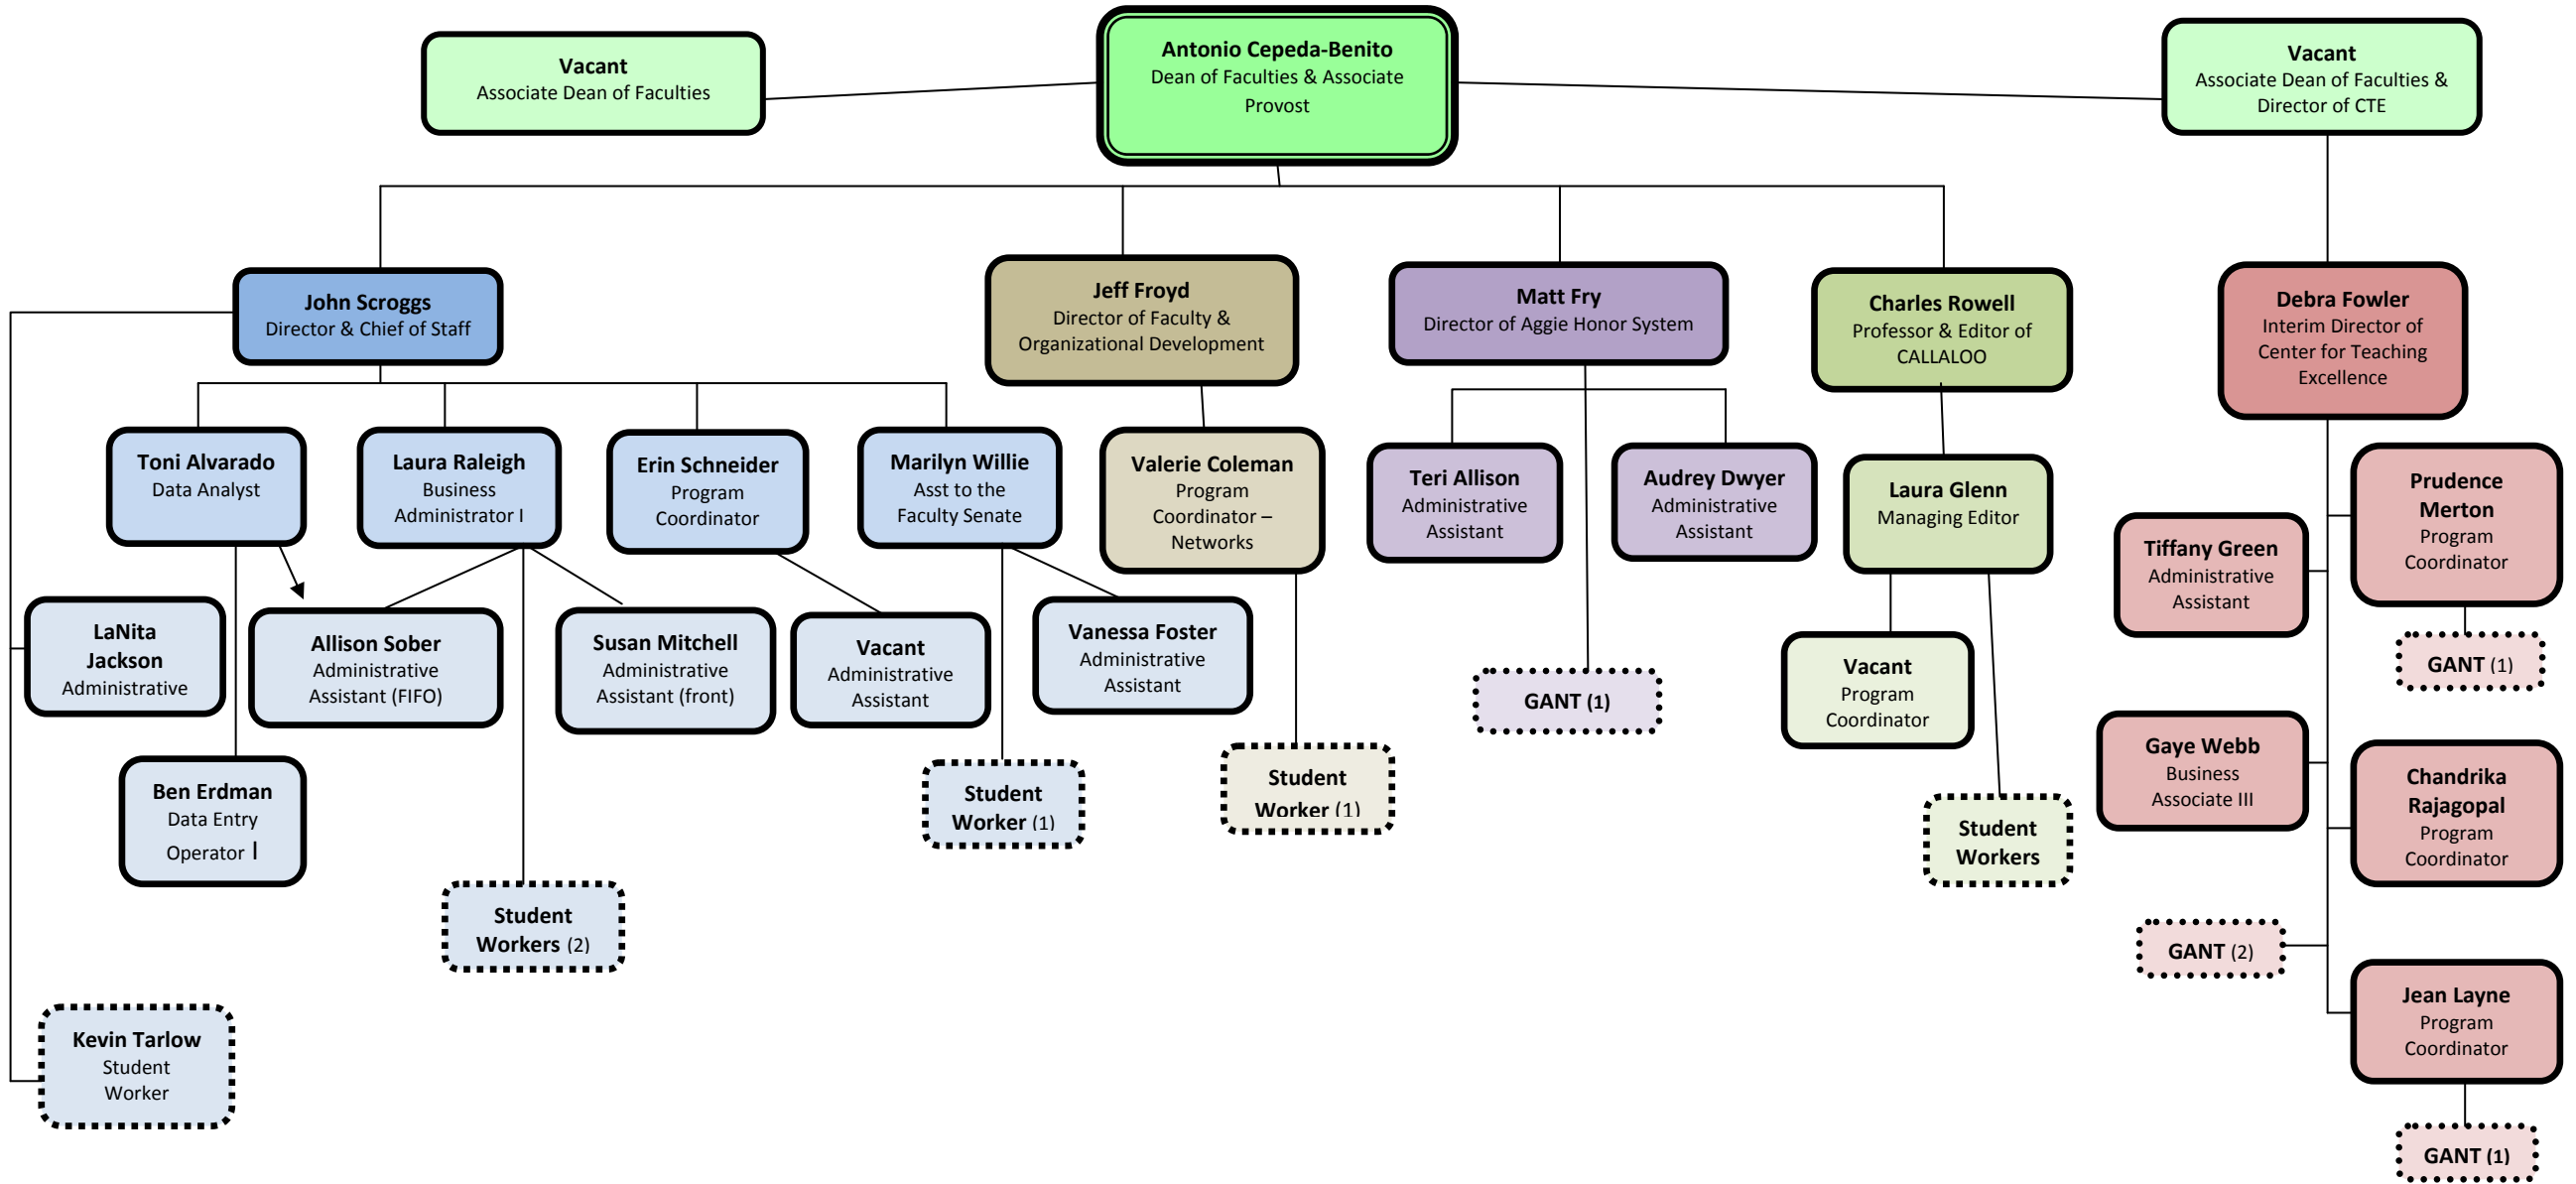 Vacant
Associate Dean of Faculties
Antonio Cepeda-Benito
Dean of Faculties & Associate
Provost
Vacant
Associate Dean of Faculties &
Director of CTE
John Scroggs
Director & Chief of Staff
Jeff Froyd
Director of Faculty &
Organizational Development
Matt Fry
Director of Aggie Honor System
Charles Rowell
Professor & Editor of
CALLALOO
Debra Fowler
Interim Director of
Center for Teaching
Excellence
Toni Alvarado
Data Analyst
Laura Raleigh
Business
Administrator I
Erin Schneider
Program
Coordinator
Marilyn Willie
Asst to the
Faculty Senate
Valerie Coleman
Program
Coordinator –
Networks
Teri Allison
Administrative
Assistant
Audrey Dwyer
Administrative
Assistant
Laura Glenn
Managing Editor
Prudence
Merton
Program
Coordinator
Tiffany Green
Administrative
Assistant
LaNita
Jackson
Administrative
Allison Sober
Administrative
Assistant (FIFO)
Susan Mitchell
Administrative
Assistant (front)
Vacant
Administrative
Assistant
Vanessa Foster
Administrative
Assistant
GANT (1)
Vacant
Program
Coordinator
GANT (1)
Gaye Webb
Business
Associate III
Chandrika
Rajagopal
Program
Coordinator
Ben Erdman
Data Entry
Operator I
Student
Worker (1)
Student
Worker (1)
Student
Workers
Student
Workers (2)
GANT (2)
Jean Layne
Program
Coordinator
Kevin Tarlow
Student
Worker
GANT (1)